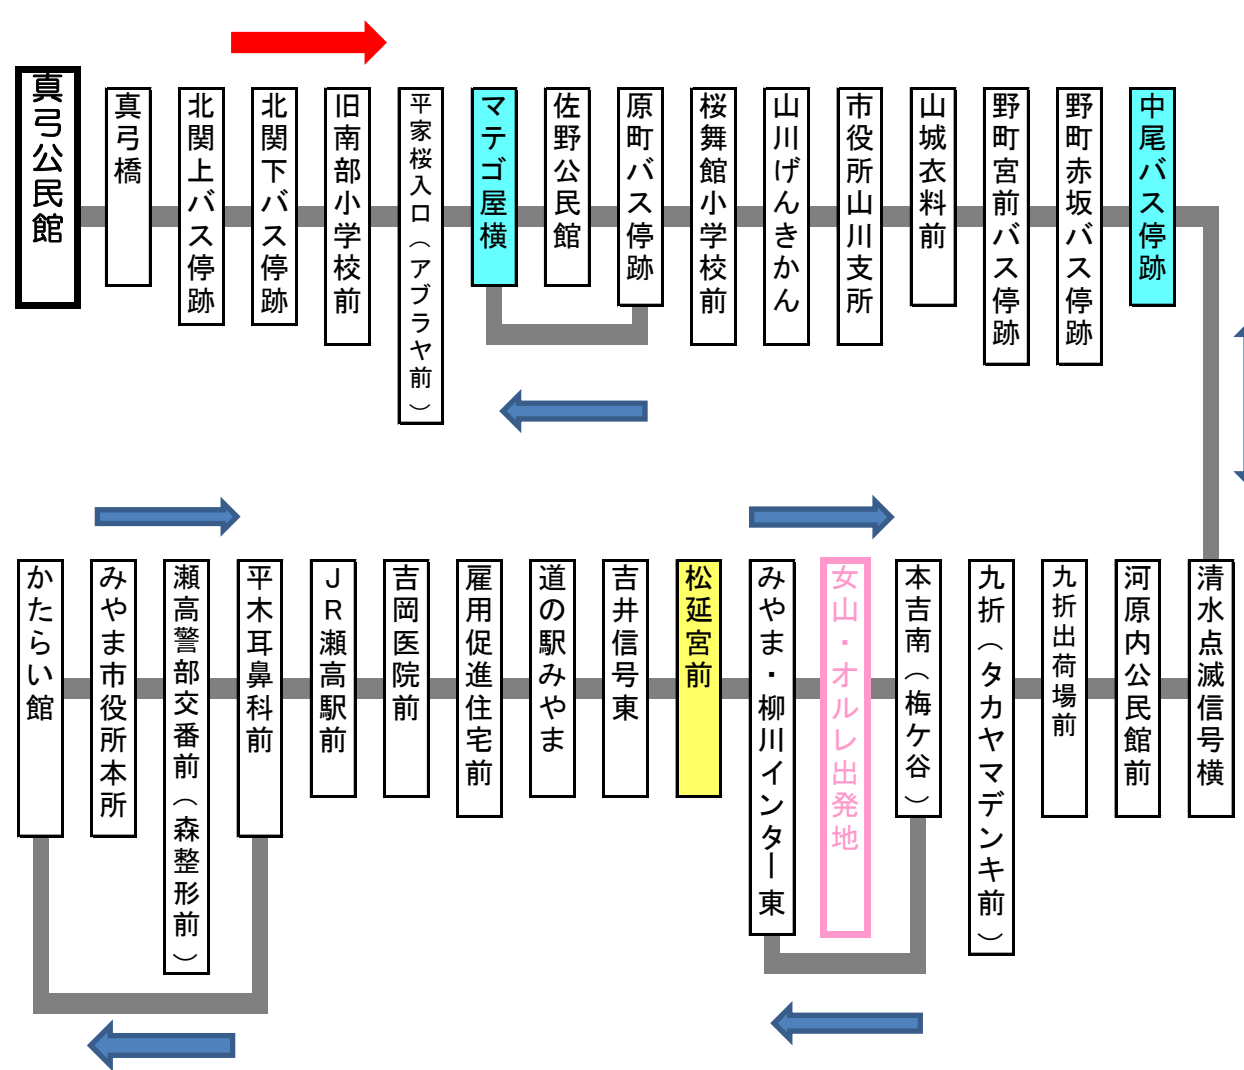 真弓公民館
真弓橋
北関上バス停跡
北関下バス停跡
旧南部小学校前
平家桜入口（アブラヤ前）
マテゴ屋横
佐野公民館
原町バス停跡
桜舞館小学校前
山川げんきかん
市役所山川支所
山城衣料前
野町宮前バス停跡
野町赤坂バス停跡
中尾バス停跡
かたらい館
みやま市役所本所
瀬高警部交番前（森整形前）
平木耳鼻科前
ＪＲ瀬高駅前
吉岡医院前
雇用促進住宅前
道の駅みやま
吉井信号東
松延宮前
みやま・柳川インター東
女山・オルレ出発地
本吉南（梅ケ谷）
九折（タカヤマデンキ前）
九折出荷場前
河原内公民館前
清水点滅信号横